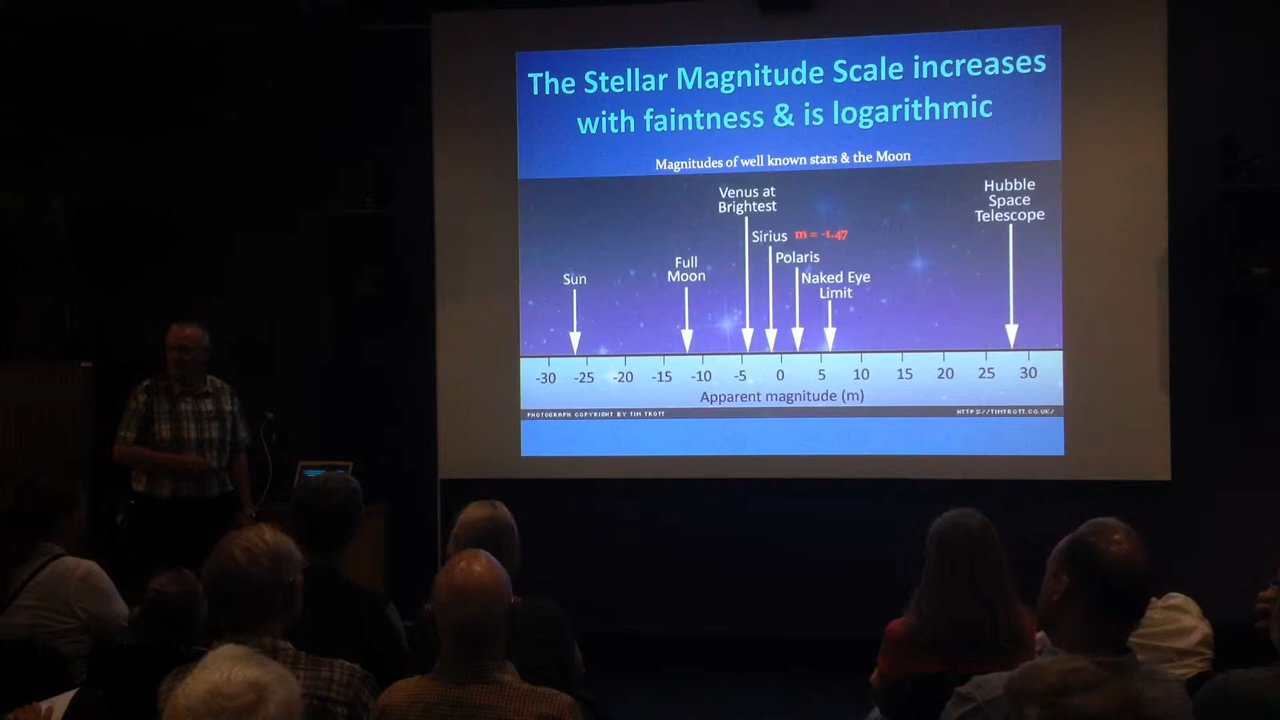 The Stellar Magnitude Scale increases
with faintness & is logarithmic
Magnitudes of well known stars & the Moon
Venus at
Brightest
Hubble
Space
Telescope
Sirius m = -1.47
Polaris
Full
Moon
Sun
Naked Eye
Limit
-30 -25 -20 -15 -10 -5 0 5 10 15 20 25 30
Apparent magnitude (m)
PHOTOGRAPH COPYRIGHT BY TIM TROTT
HTTP://TIMTROTT.CO.UK/